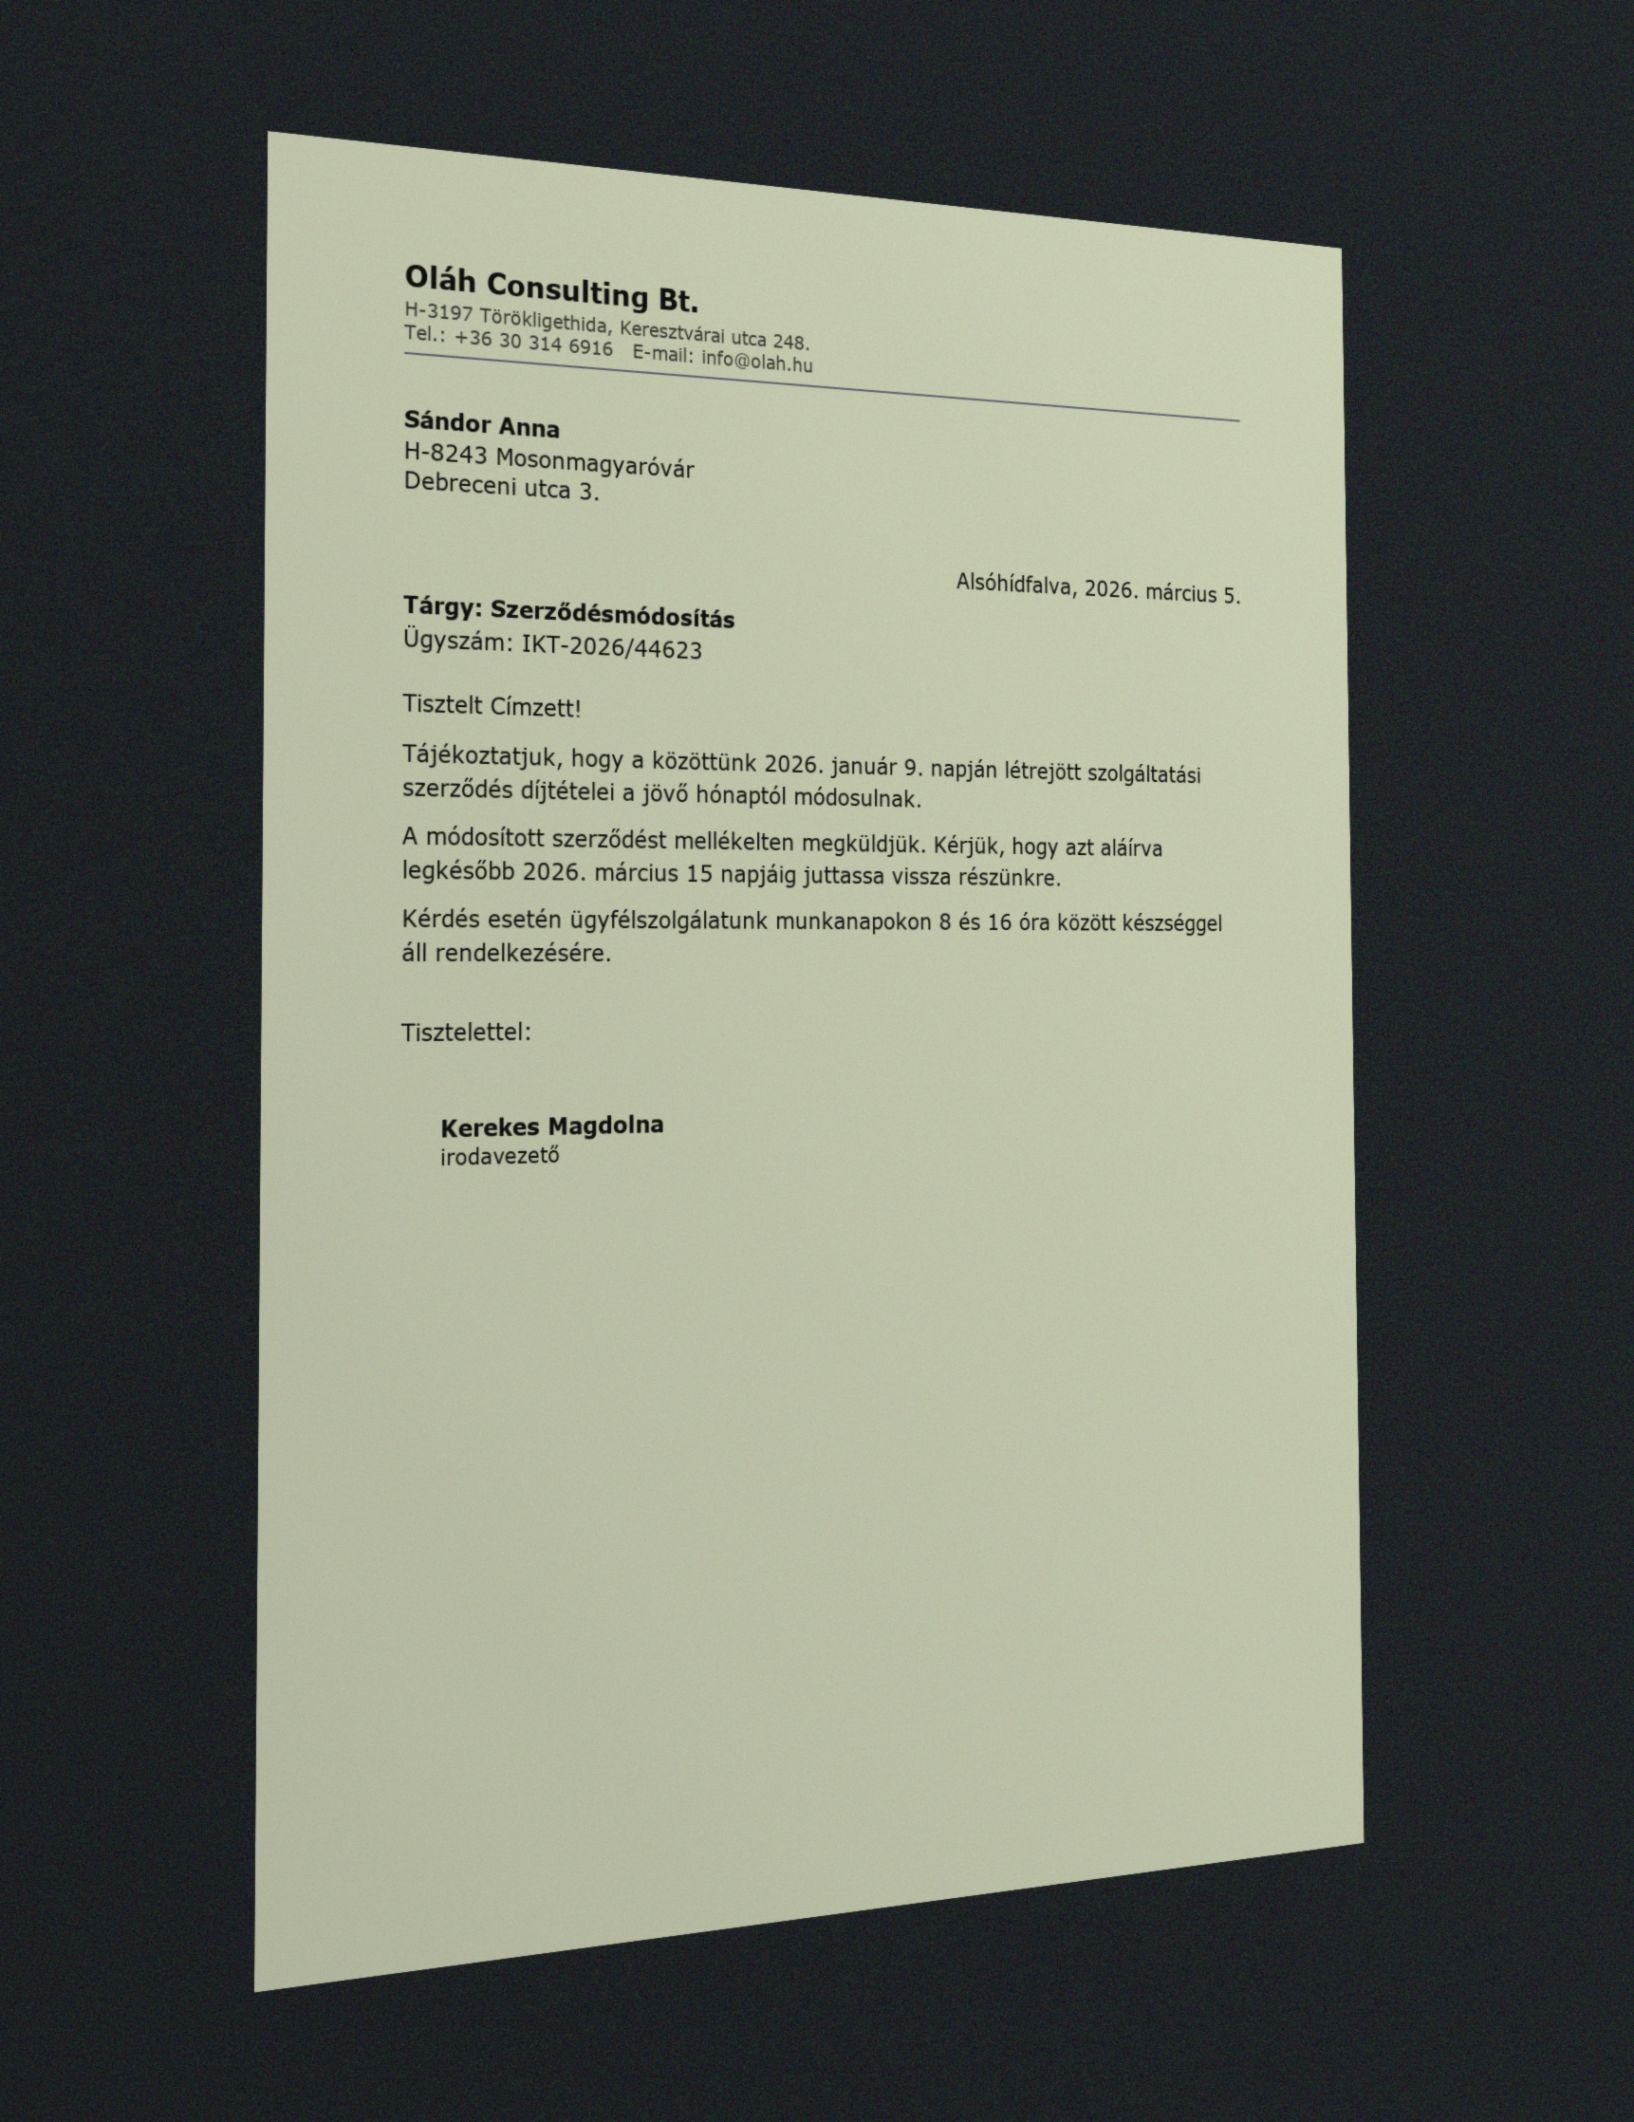 Oláh Consulting Bt.
H-3197 Törökligethida, Keresztvárai utca 248.
Tel.: +36 30 314 6916 E-mail: info@olah.hu
Sándor Anna
H-8243 Mosonmagyaróvár
Debreceni utca 3.
Alsóhídfalva, 2026. március 5.
Tárgy: Szerződésmódosítás
Ügyszám: IKT-2026/44623
Tisztelt Címzett!
Tájékoztatjuk, hogy a közöttünk 2026. január 9. napján létrejött szolgáltatási
szerződés díjtételei a jövő hónaptól módosulnak.
A módosított szerződést mellékelten megküldjük. Kérjük, hogy azt aláírva
legkésőbb 2026. március 15 napjáig juttassa vissza részünkre.
Kérdés esetén ügyfélszolgálatunk munkanapokon 8 és 16 óra között készséggel
áll rendelkezésére.
Tisztelettel:
Kerekes Magdolna
irodavezető